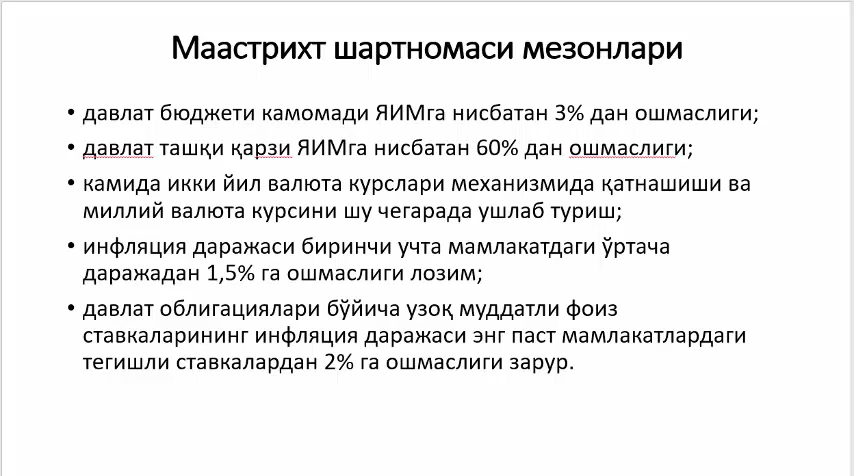 Маастрихт шартномаси мезонлари
• давлат бюджети камомади ЯИМга нисбатан 3% дан ошмаслиги;
• давлат ташқи қарзи ЯИМга нисбатан 60% дан ошмаслиги;
• камида икки йил валюта курслари механизмида қатнашиши ва
миллий валюта курсини шу чегарада ушлаб туриш;
• инфляция даражаси биринчи учта мамлакатдаги ўртача
даражадан 1,5% га ошмаслиги лозим;
• давлат облигациялари бўйича узоқ муддатли фоиз
ставкаларининг инфляция даражаси энг паст мамлакатлардаги
тегишли ставкалардан 2% га ошмаслиги зарур.